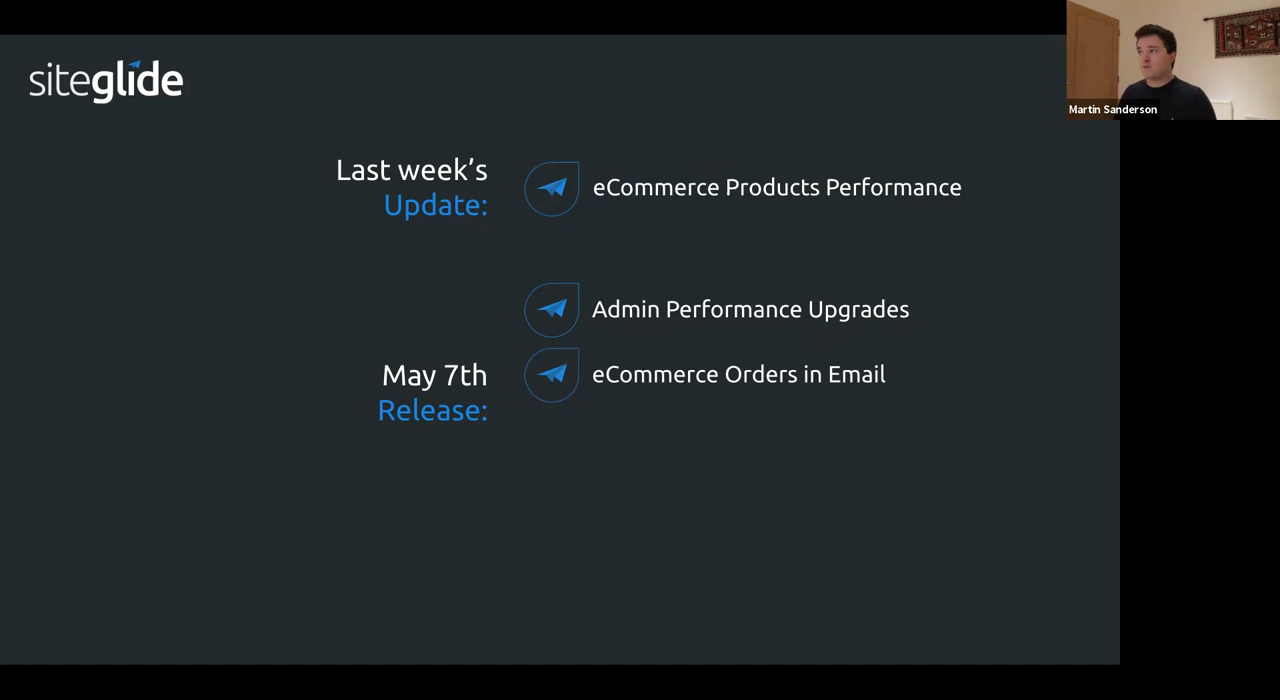 siteglide
Martin Sanderson
Last week's
Update:
eCommerce Products Performance
Admin Performance Upgrades
May 7th
Release:
eCommerce Orders in Email